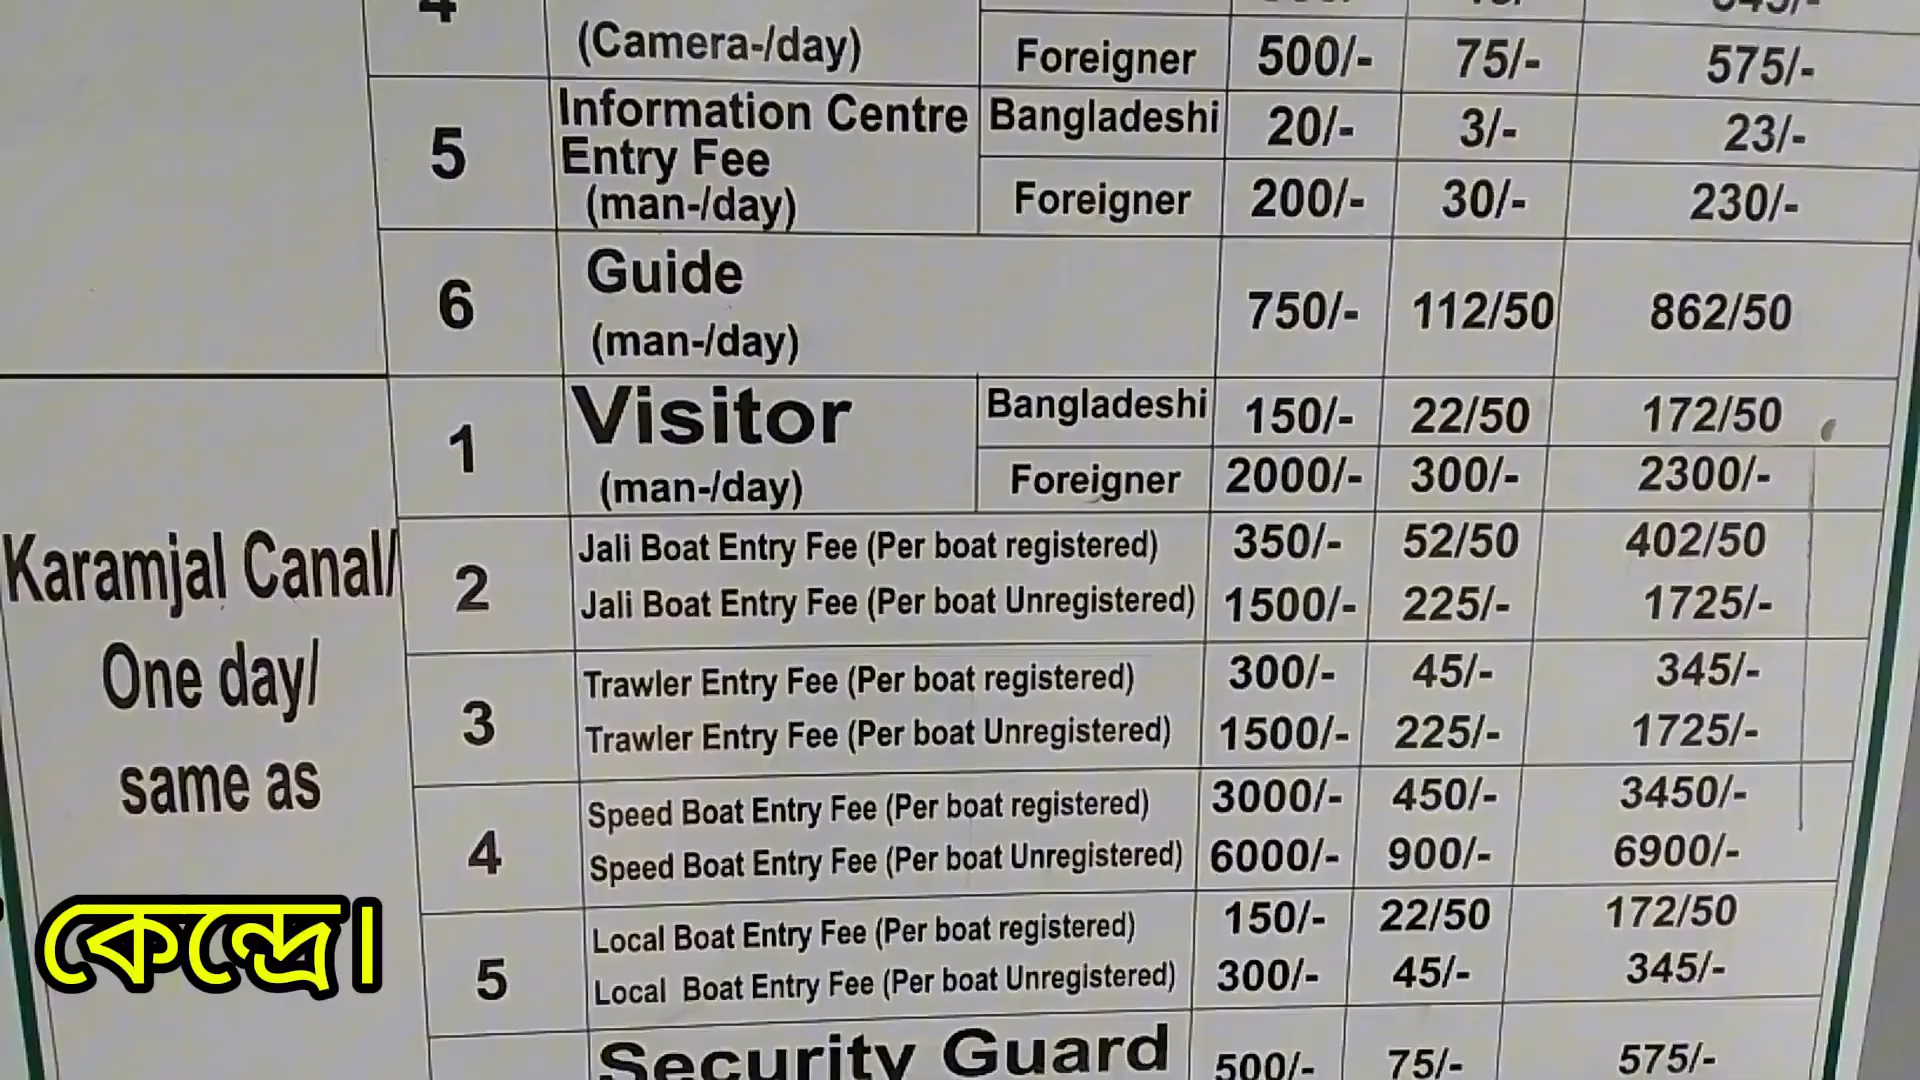 4
(Camera-/day) Foreigner 500/- 75/- 575/-
5 Information Centre Bangladeshi 20/- 3/- 23/-
Entry Fee
(man-/day) Foreigner 200/- 30/- 230/-
6 Guide 750/- 112/50 862/50
(man-/day)
1 Visitor Bangladeshi 150/- 22/50 172/50
(man-/day) Foreigner 2000/- 300/- 2300/-
Karamjal Canal/
One day/
same as
2 Jali Boat Entry Fee (Per boat registered) 350/- 52/50 402/50
Jali Boat Entry Fee (Per boat Unregistered) 1500/- 225/- 1725/-
3 Trawler Entry Fee (Per boat registered) 300/- 45/- 345/-
Trawler Entry Fee (Per boat Unregistered) 1500/- 225/- 1725/-
4 Speed Boat Entry Fee (Per boat registered) 3000/- 450/- 3450/-
Speed Boat Entry Fee (Per boat Unregistered) 6000/- 900/- 6900/-
5 Local Boat Entry Fee (Per boat registered) 150/- 22/50 172/50
Local Boat Entry Fee (Per boat Unregistered) 300/- 45/- 345/-
Security Guard 500/- 75/- 575/-
কেন্দ্রে।